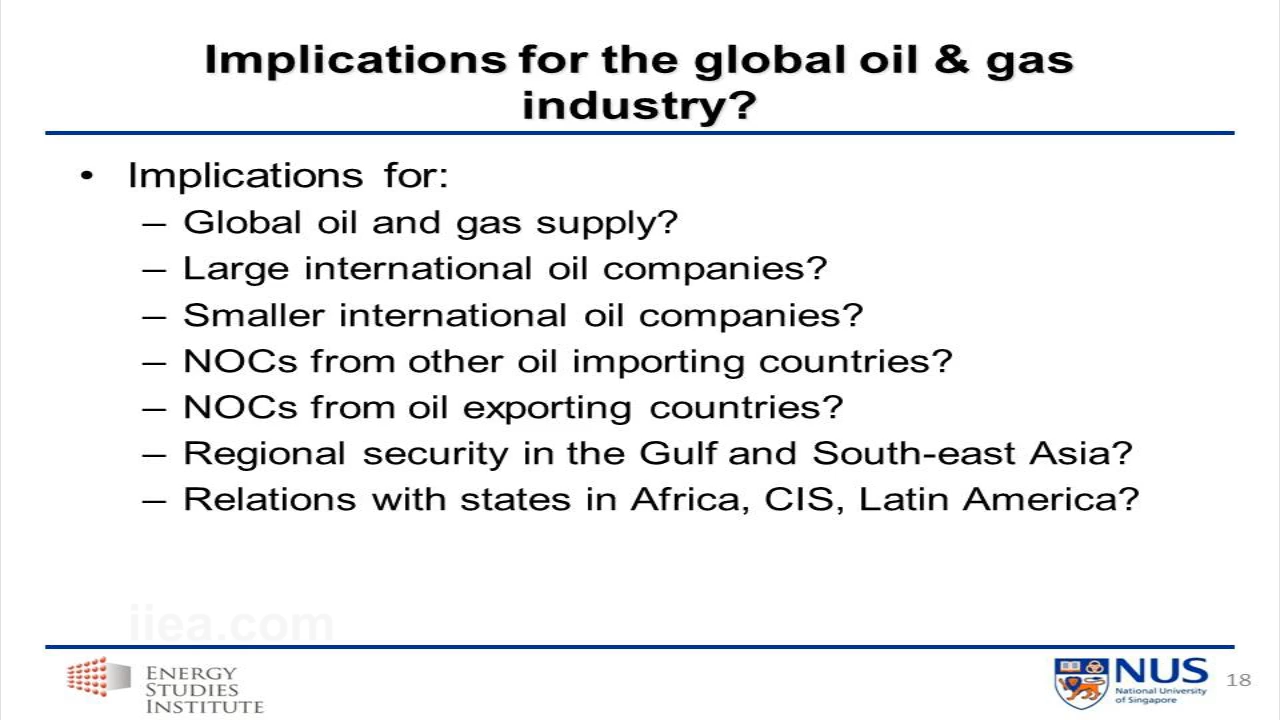 Implications for the global oil & gas
industry?
• Implications for:
– Global oil and gas supply?
– Large international oil companies?
– Smaller international oil companies?
– NOCs from other oil importing countries?
– NOCs from oil exporting countries?
– Regional security in the Gulf and South-east Asia?
– Relations with states in Africa, CIS, Latin America?
iiea.com
ENERGY
STUDIES
INSTITUTE
NUS
National University
of Singapore
18